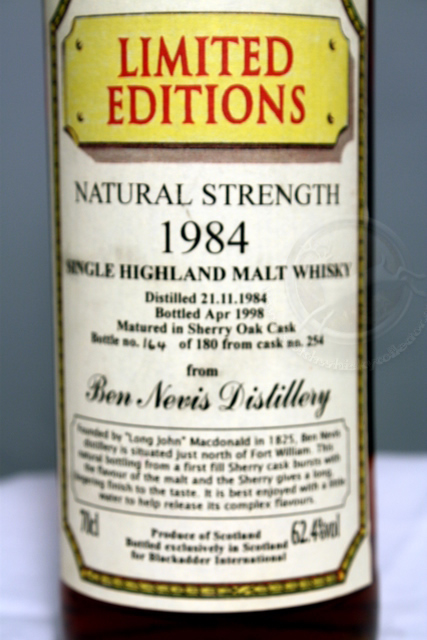 LIMITED
EDITIONS
NATURAL STRENGTH
1984
SINGLE HIGHLAND MALT WHISKY
Distilled 21.11.1984
Bottled Apr 1998
Matured in Sherry Oak Cask
Bottle no. 164 of 180 from cask no. 254
from
Ben Nevis Distillery
Founded by "Long John" Macdonald in 1825, Ben Nevis
distillery is situated just north of Fort William. This
natural bottling from a first fill Sherry cask bursts with
the flavour of the malt and the Sherry gives a long,
lingering finish to the taste. It is best enjoyed with a little
water to help release its complex flavours.
70cl
Produce of Scotland
Bottled exclusively in Scotland
for Blackadder International
62.4%vol